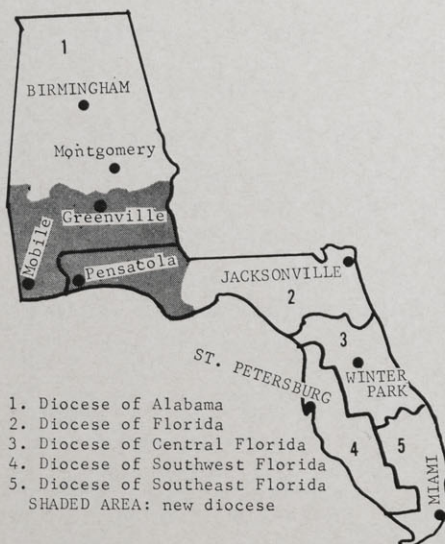 1
BIRMINGHAM
Montgomery
Greenville
Mobile
Pensatola
JACKSONVILLE
2
3
ST. PETERSBURG
WINTER
PARK
4
5
MIAMI
1. Diocese of Alabama
2. Diocese of Florida
3. Diocese of Central Florida
4. Diocese of Southwest Florida
5. Diocese of Southeast Florida
SHADED AREA: new diocese